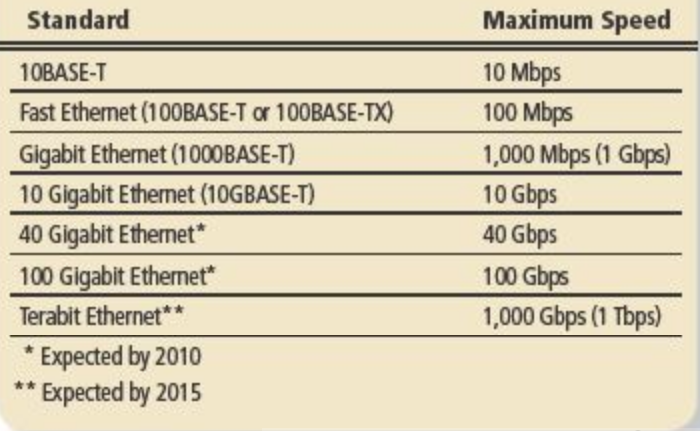 Standard Maximum Speed
10BASE-T 10 Mbps
Fast Ethernet (100BASE-T or 100BASE-TX) 100 Mbps
Gigabit Ethernet (1000BASE-T) 1,000 Mbps (1 Gbps)
10 Gigabit Ethernet (10GBASE-T) 10 Gbps
40 Gigabit Ethernet* 40 Gbps
100 Gigabit Ethernet* 100 Gbps
Terabit Ethernet** 1,000 Gbps (1 Tbps)
* Expected by 2010
** Expected by 2015